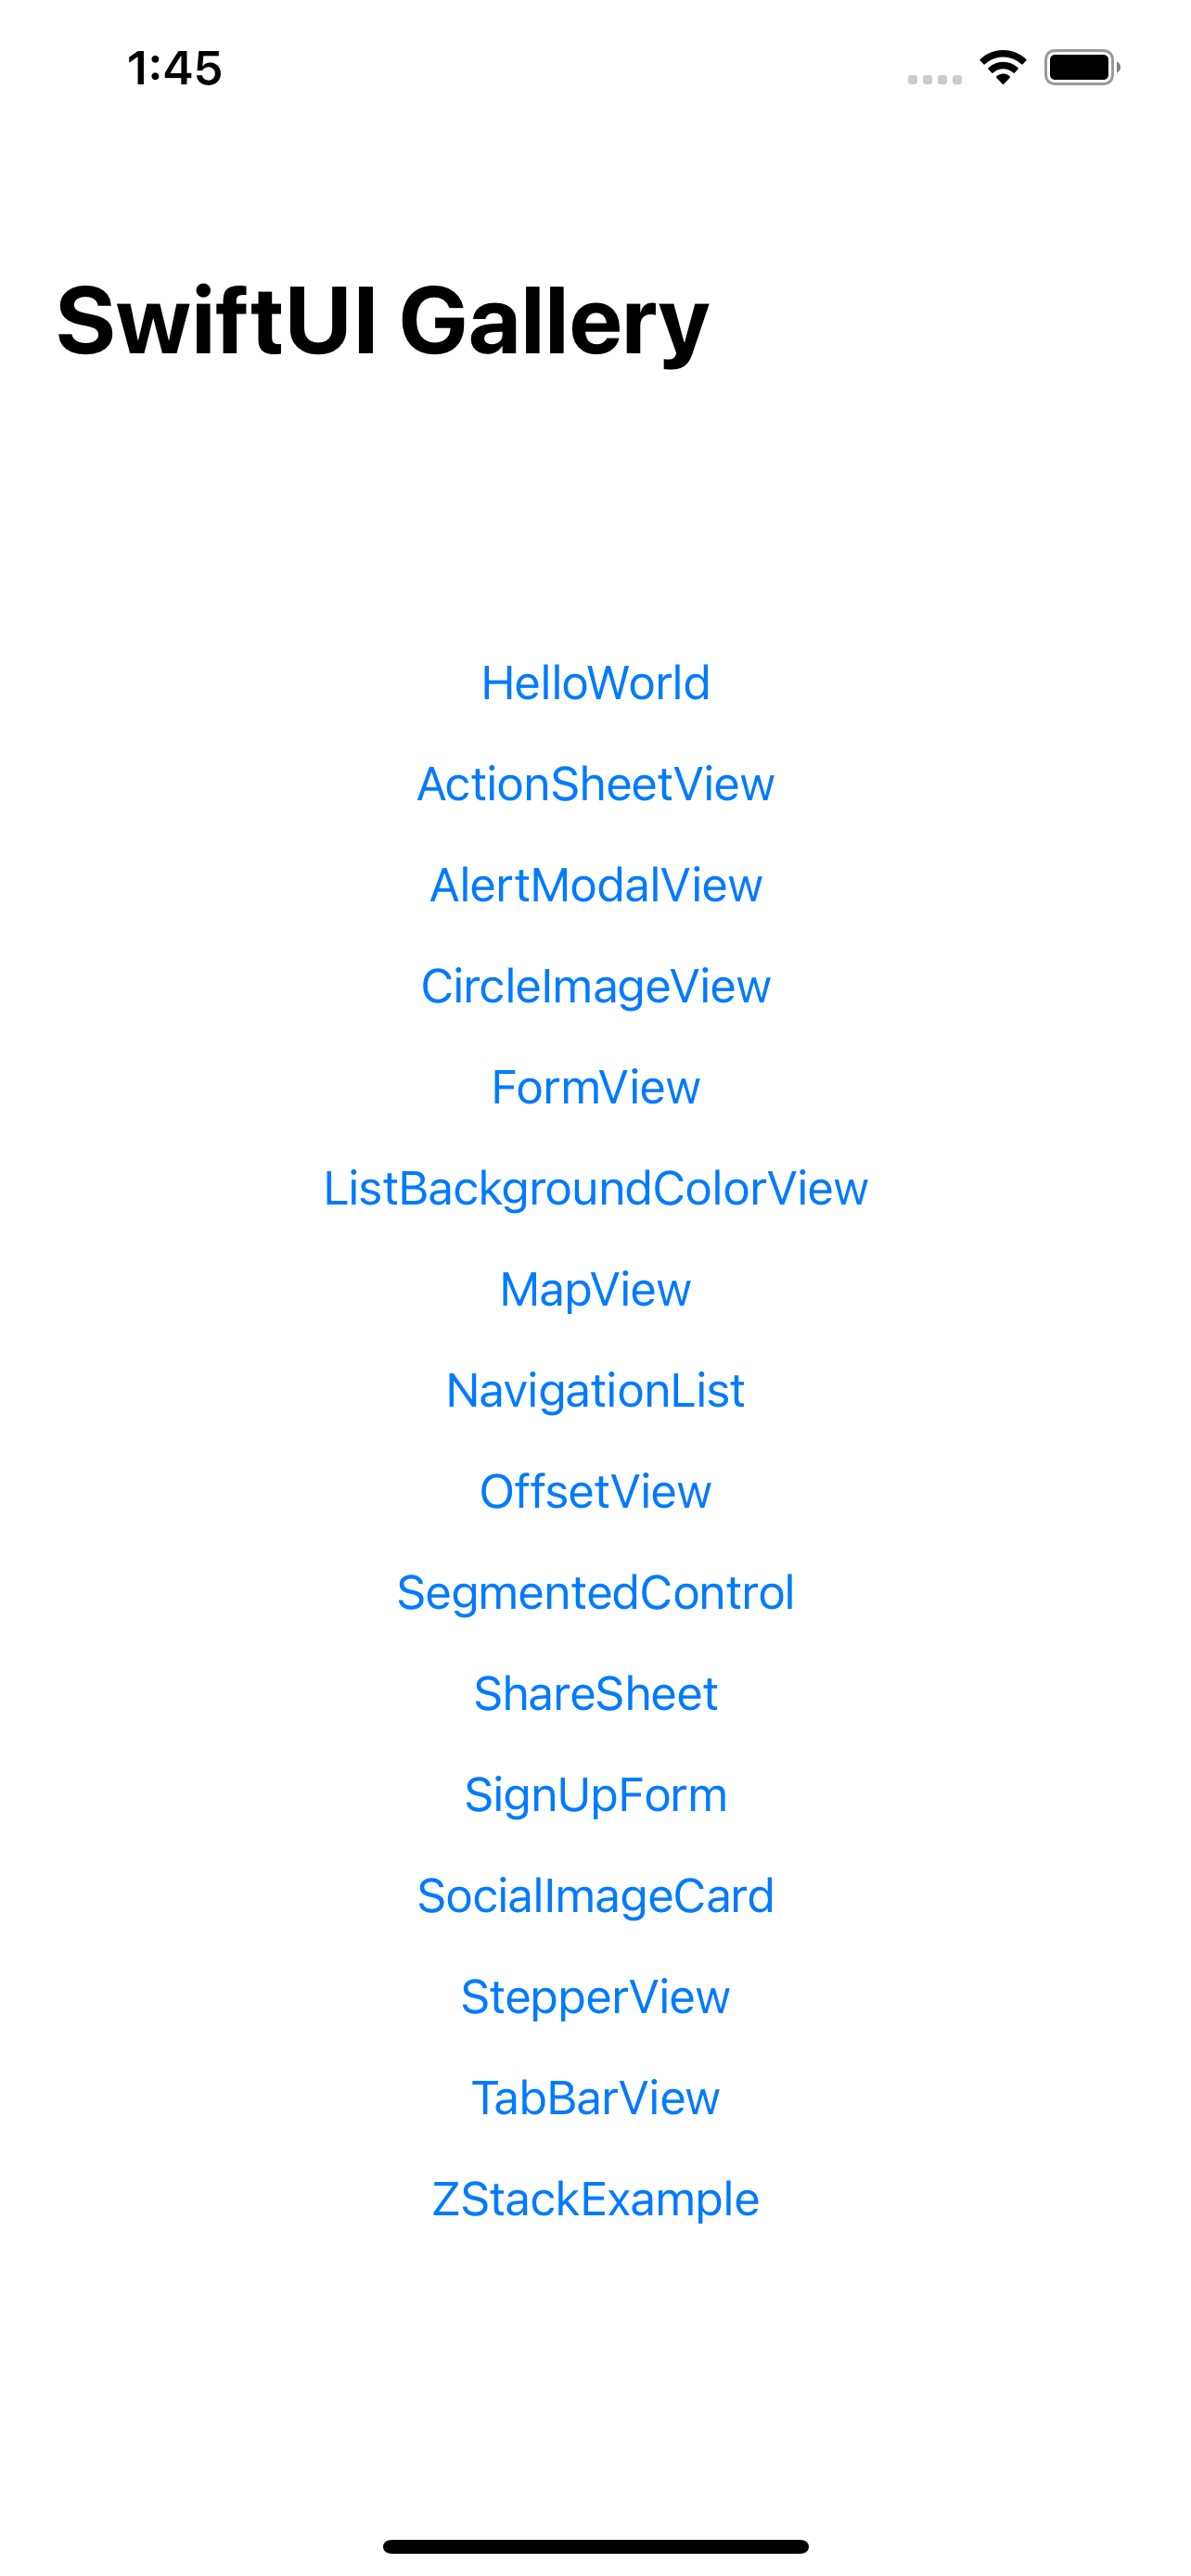 1:45
SwiftUI Gallery
HelloWorld
ActionSheetView
AlertModalView
CircleImageView
FormView
ListBackgroundColorView
MapView
NavigationList
OffsetView
SegmentedControl
ShareSheet
SignUpForm
SocialImageCard
StepperView
TabBarView
ZStackExample